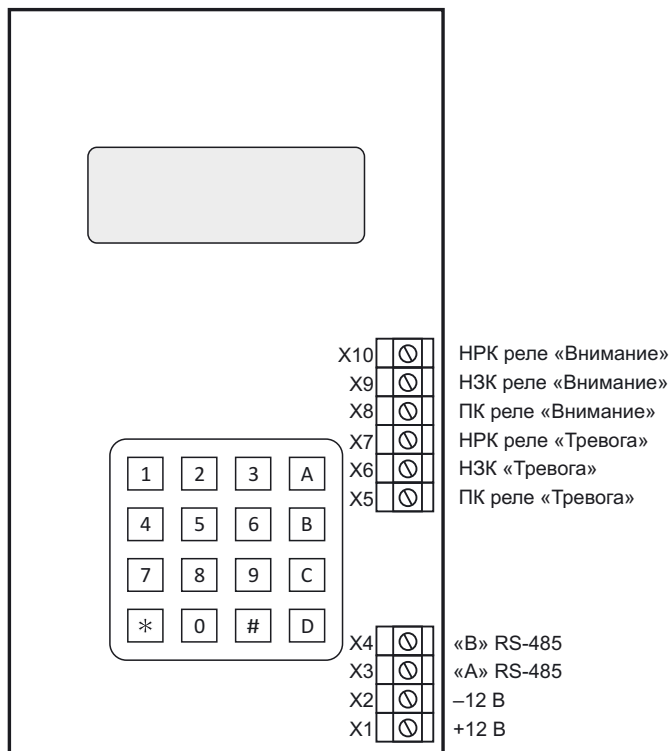 X10 НРК реле «Внимание»
X9 НЗК реле «Внимание»
X8 ПК реле «Внимание»
X7 НРК реле «Тревога»
X6 НЗК «Тревога»
X5 ПК реле «Тревога»
1 2 3 A
4 5 6 B
7 8 9 C
* 0 # D
X4 «В» RS-485
X3 «А» RS-485
X2 –12 В
X1 +12 В